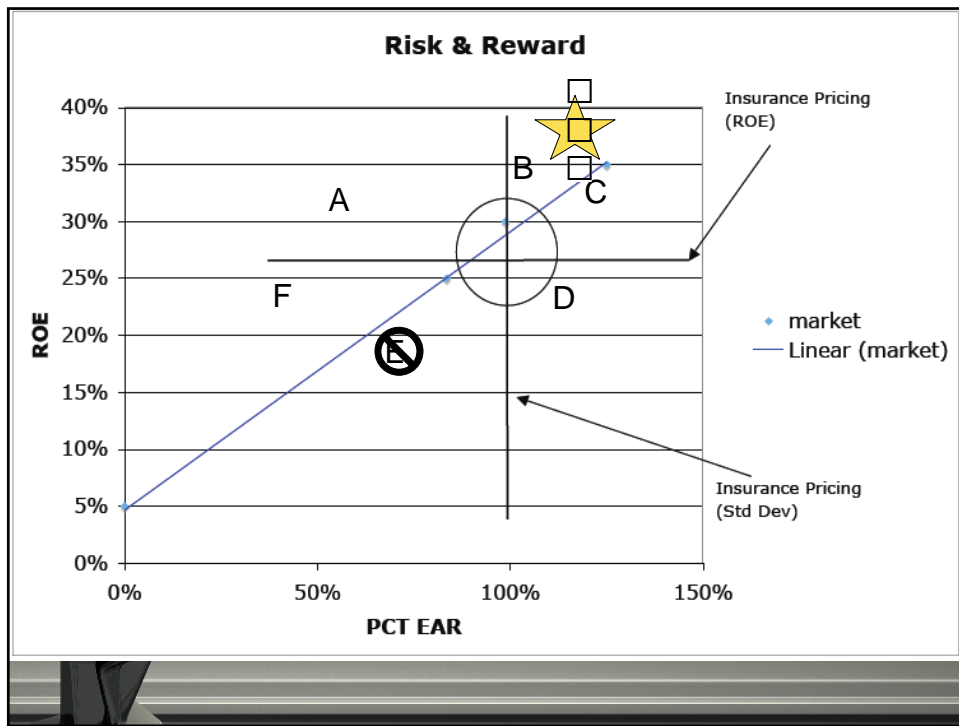 Risk & Reward
40%
35%
30%
25%
20%
15%
10%
5%
0%
0%
50%
100%
150%
ROE
PCT EAR
A
B
C
D
E
F
Insurance Pricing
(ROE)
market
Linear (market)
Insurance Pricing
(Std Dev)